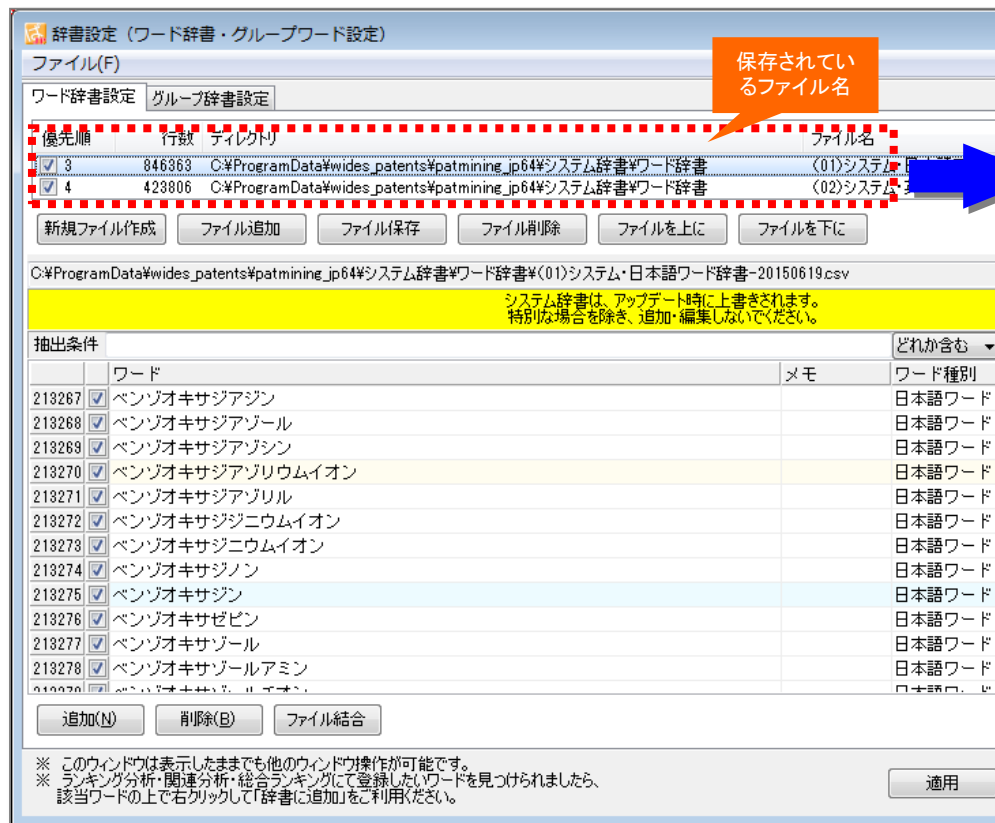 辞書設定（ワード辞書・グループワード設定）
ファイル(F)
保存されてい
るファイル名
ワード辞書設定 グループ辞書設定
優先順 行数 ディレクトリ ファイル名
3 846363 C:¥ProgramData¥wides_patents¥patmining_jp64¥システム辞書¥ワード辞書 (01)システム・日
4 423806 C:¥ProgramData¥wides_patents¥patmining_jp64¥システム辞書¥ワード辞書 (02)システム・
新規ファイル作成 ファイル追加 ファイル保存 ファイル削除 ファイルを上に ファイルを下に
C:¥ProgramData¥wides_patents¥patmining_jp64¥システム辞書¥ワード辞書¥(01)システム・日本語ワード辞書-20150619.csv
システム辞書は、アップデート時に上書きされます。
特別な場合を除き、追加・編集しないでください。
抽出条件 どれか含む
ワード メモ ワード種別
213267 ベンゾオキサジアジン 日本語ワード
213268 ベンゾオキサジアゾール 日本語ワード
213269 ベンゾオキサジアゾシン 日本語ワード
213270 ベンゾオキサジアゾリウムイオン 日本語ワード
213271 ベンゾオキサジアゾリル 日本語ワード
213272 ベンゾオキサジジニウムイオン 日本語ワード
213273 ベンゾオキサジニウムイオン 日本語ワード
213274 ベンゾオキサジノン 日本語ワード
213275 ベンゾオキサジン 日本語ワード
213276 ベンゾオキサゼピン 日本語ワード
213277 ベンゾオキサゾール 日本語ワード
213278 ベンゾオキサゾールアミン 日本語ワード
追加(N) 削除(B) ファイル結合
※ このウィンドウは表示したままでも他のウィンドウ操作が可能です。
※ ランキング分析・関連分析・総合ランキングにて登録したいワードを見つけられましたら、
該当ワードの上で右クリックして「辞書に追加」をご利用ください。
適用